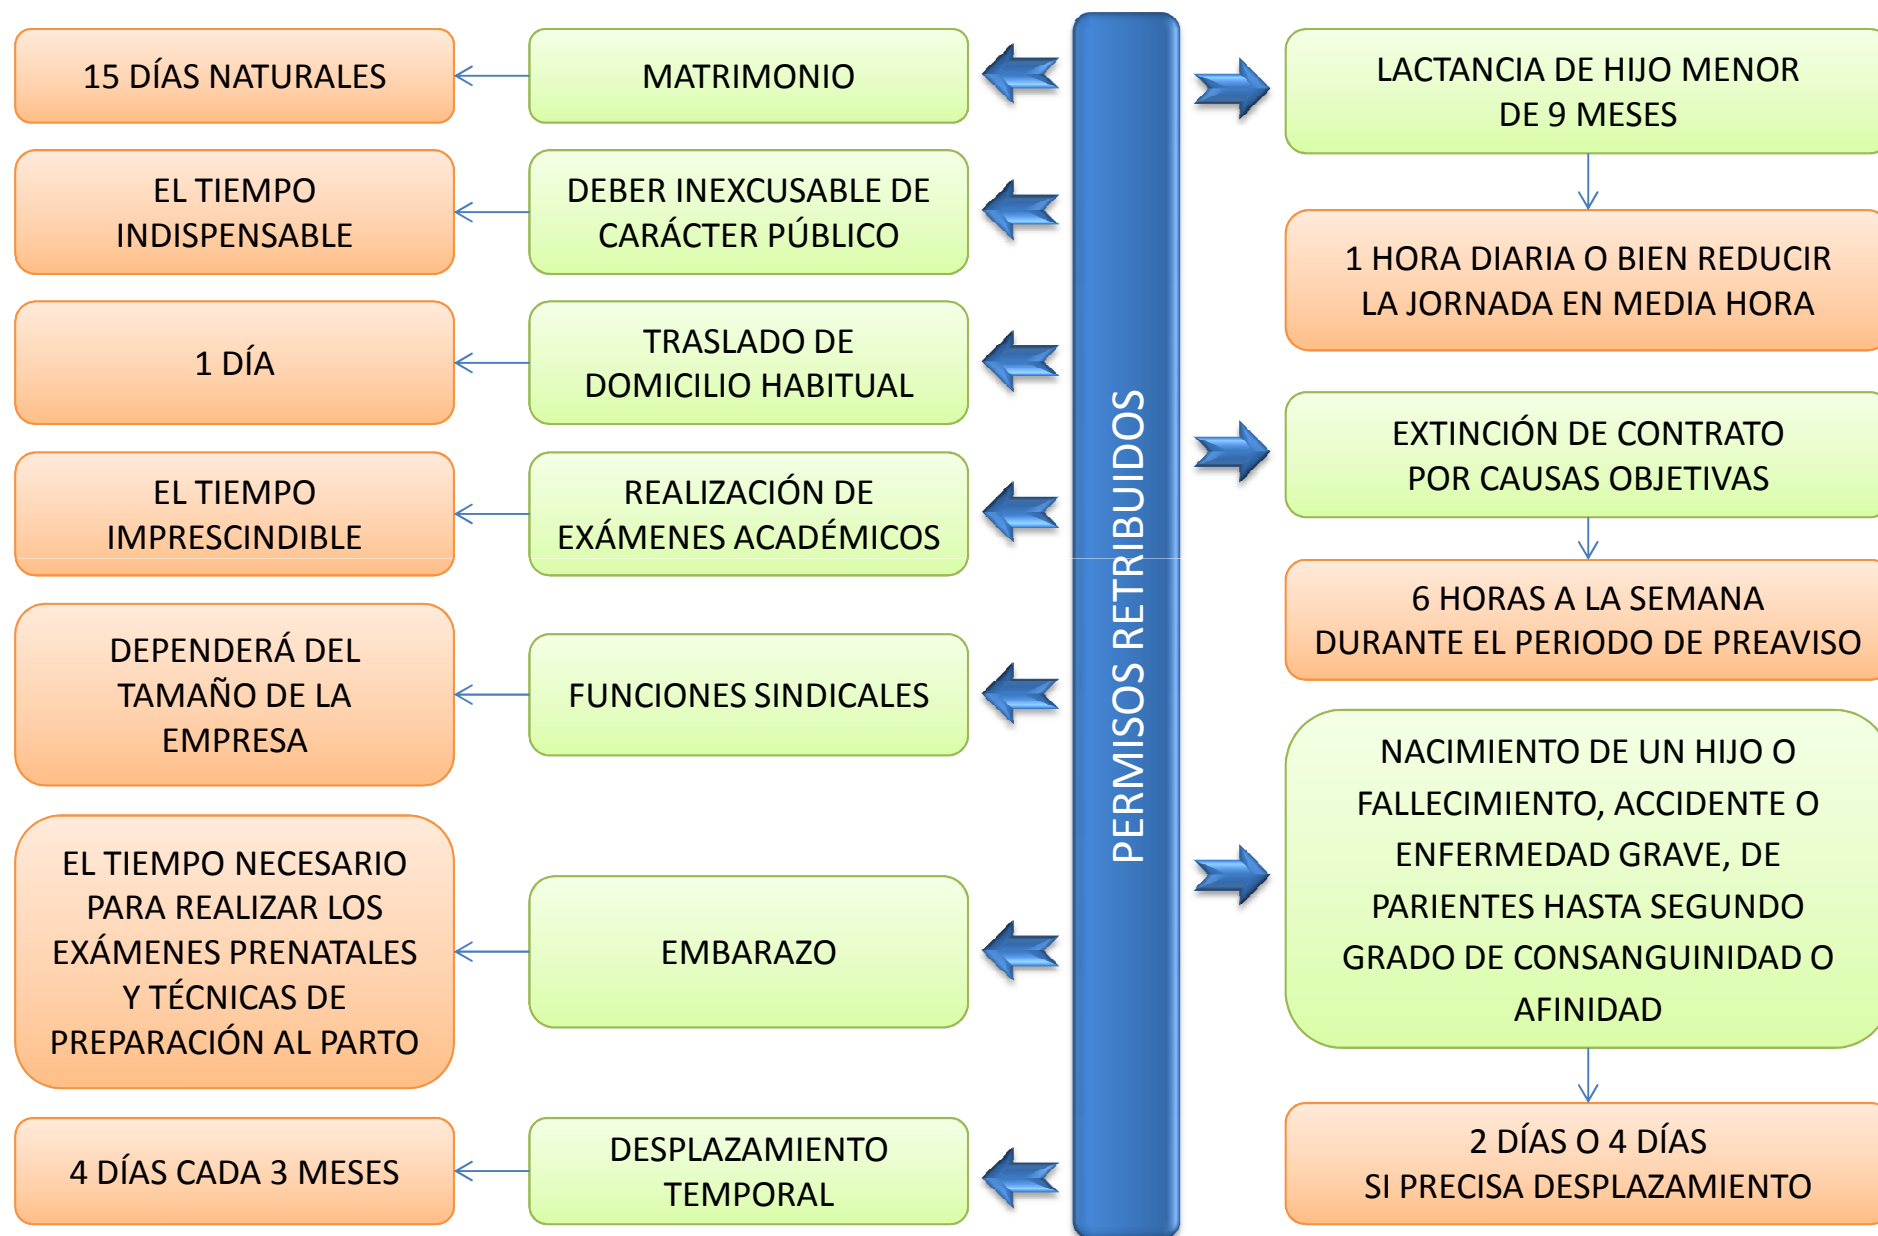 PERMISOS RETRIBUIDOS
MATRIMONIO
15 DÍAS NATURALES
DEBER INEXCUSABLE DE
CARÁCTER PÚBLICO
EL TIEMPO
INDISPENSABLE
TRASLADO DE
DOMICILIO HABITUAL
1 DÍA
REALIZACIÓN DE
EXÁMENES ACADÉMICOS
EL TIEMPO
IMPRESCINDIBLE
FUNCIONES SINDICALES
DEPENDERÁ DEL
TAMAÑO DE LA
EMPRESA
EMBARAZO
EL TIEMPO NECESARIO
PARA REALIZAR LOS
EXÁMENES PRENATALES
Y TÉCNICAS DE
PREPARACIÓN AL PARTO
DESPLAZAMIENTO
TEMPORAL
4 DÍAS CADA 3 MESES
LACTANCIA DE HIJO MENOR
DE 9 MESES
1 HORA DIARIA O BIEN REDUCIR
LA JORNADA EN MEDIA HORA
EXTINCIÓN DE CONTRATO
POR CAUSAS OBJETIVAS
6 HORAS A LA SEMANA
DURANTE EL PERIODO DE PREAVISO
NACIMIENTO DE UN HIJO O
FALLECIMIENTO, ACCIDENTE O
ENFERMEDAD GRAVE, DE
PARIENTES HASTA SEGUNDO
GRADO DE CONSANGUINIDAD O
AFINIDAD
2 DÍAS O 4 DÍAS
SI PRECISA DESPLAZAMIENTO